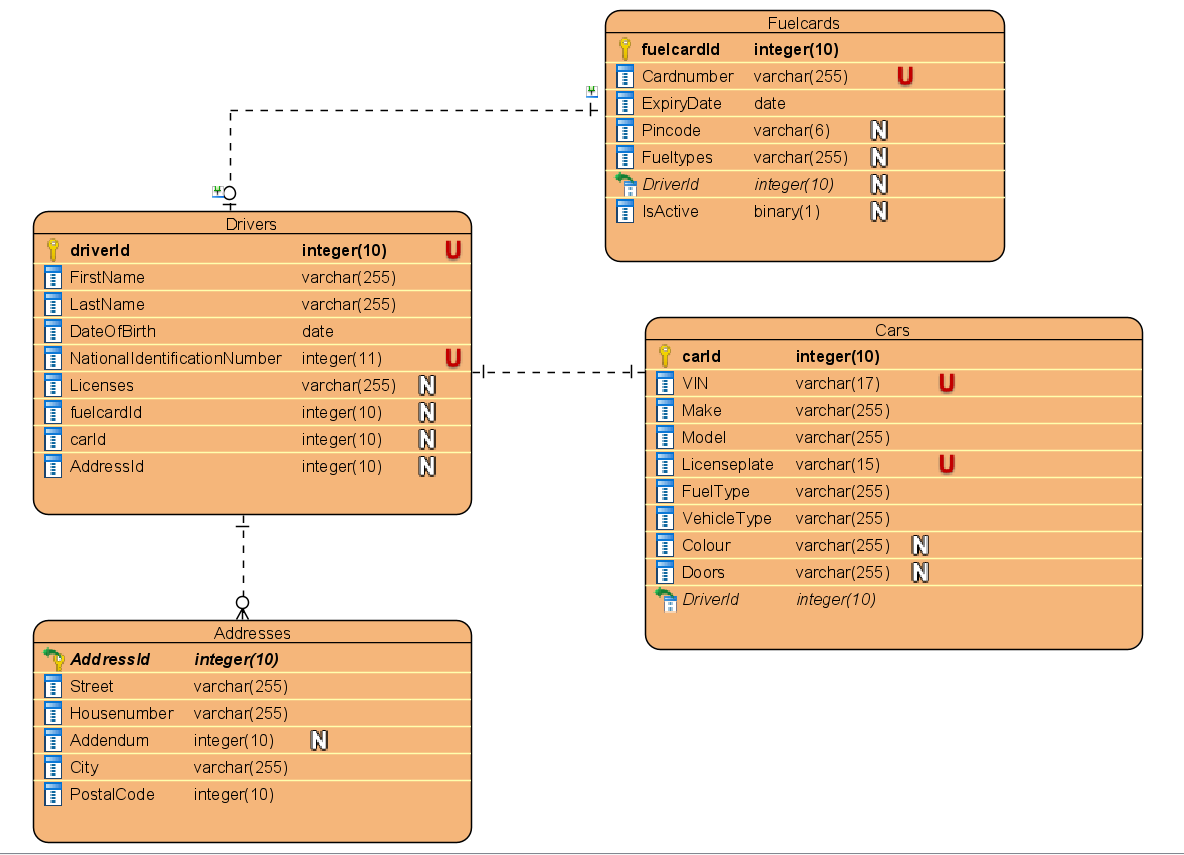 Fuelcards
fuelcardId integer(10)
Cardnumber varchar(255) U
ExpiryDate date
Pincode varchar(6) N
Fueltypes varchar(255) N
DriverId integer(10) N
IsActive binary(1) N
Drivers
driverId integer(10) U
FirstName varchar(255)
LastName varchar(255)
DateOfBirth date
NationalIdentificationNumber integer(11) U
Licenses varchar(255) N
fuelcardId integer(10) N
carId integer(10) N
AddressId integer(10) N
Cars
carId integer(10)
VIN varchar(17) U
Make varchar(255)
Model varchar(255)
Licenseplate varchar(15) U
FuelType varchar(255)
VehicleType varchar(255)
Colour varchar(255) N
Doors varchar(255) N
DriverId integer(10)
Addresses
AddressId integer(10)
Street varchar(255)
Housenumber varchar(255)
Addendum integer(10) N
City varchar(255)
PostalCode integer(10)